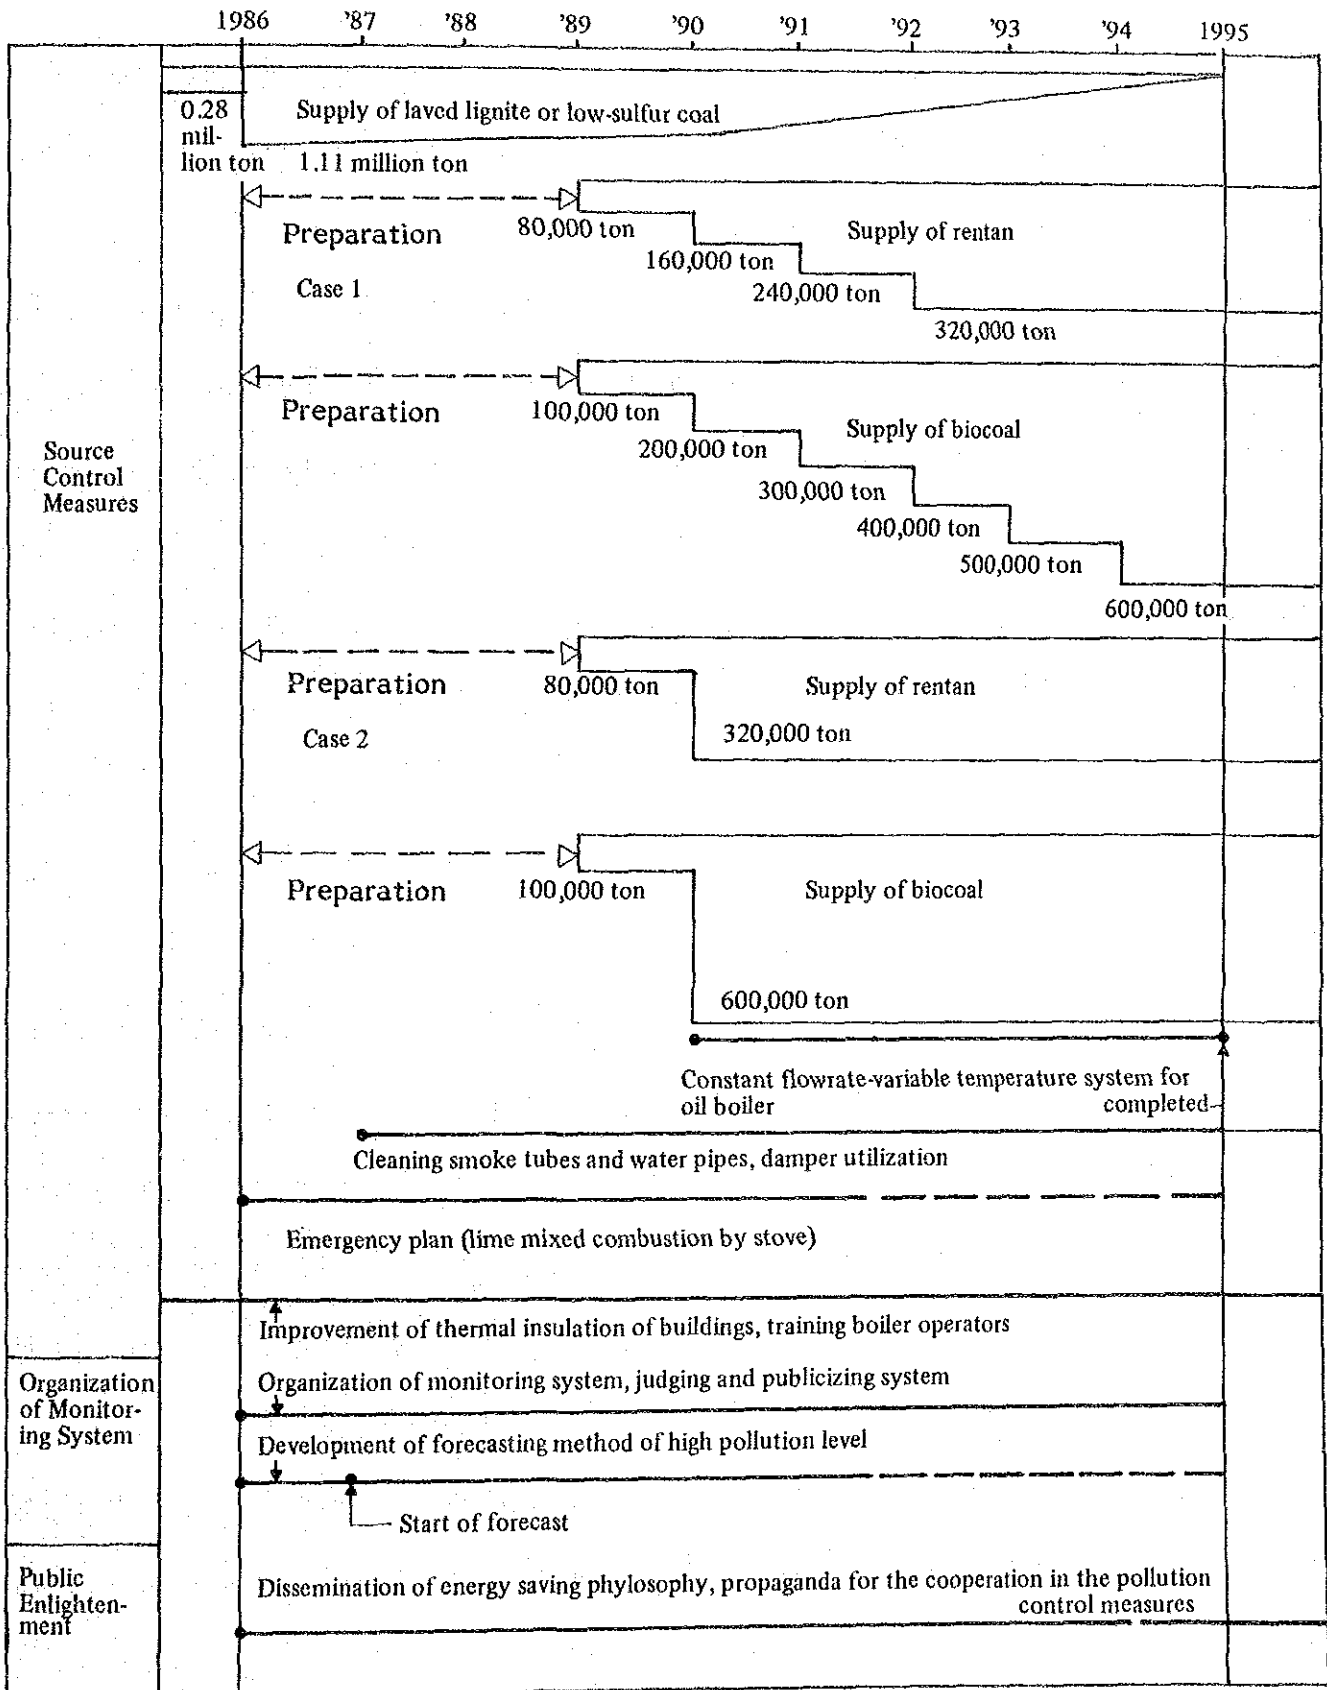 1986 '87 '88 '89 '90 '91 '92 '93 '94 1995
0.28
mil-
lion ton
Supply of laved lignite or low-sulfur coal
1.11 million ton
Preparation
80,000 ton
Supply of rentan
160,000 ton
Case 1
240,000 ton
320,000 ton
Preparation
100,000 ton
Supply of biocoal
200,000 ton
Source
Control
Measures
300,000 ton
400,000 ton
500,000 ton
600,000 ton
Preparation
80,000 ton
Supply of rentan
Case 2
320,000 ton
Preparation
100,000 ton
Supply of biocoal
600,000 ton
Constant flowrate-variable temperature system for
oil boiler completed
Cleaning smoke tubes and water pipes, damper utilization
Emergency plan (lime mixed combustion by stove)
Improvement of thermal insulation of buildings, training boiler operators
Organization
of Monitor-
ing System
Organization of monitoring system, judging and publicizing system
Development of forecasting method of high pollution level
Start of forecast
Public
Enlighten-
ment
Dissemination of energy saving phylosophy, propaganda for the cooperation in the pollution
control measures